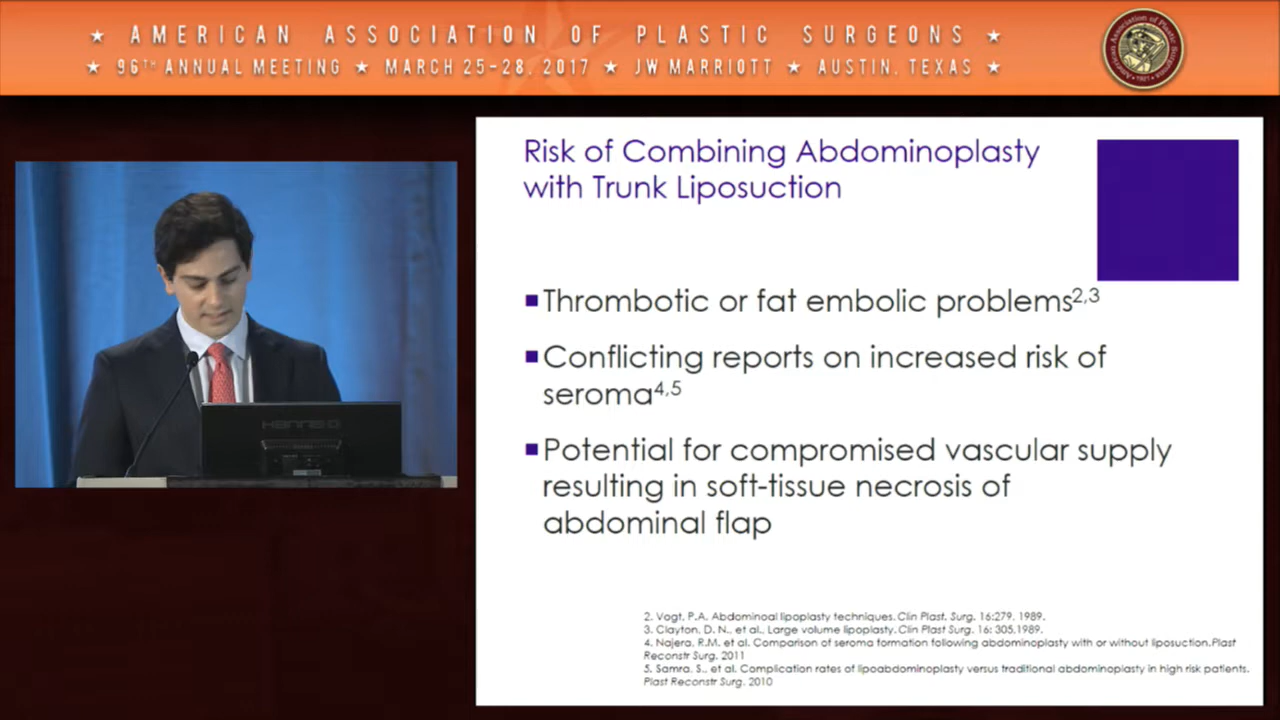 ★ AMERICAN ASSOCIATION OF PLASTIC SURGEONS ★
★ 96TH ANNUAL MEETING ★ MARCH 25-28, 2017 ★ JW MARRIOTT ★ AUSTIN, TEXAS ★
Risk of Combining Abdominoplasty
with Trunk Liposuction
■ Thrombotic or fat embolic problems2,3
■ Conflicting reports on increased risk of
seroma4,5
■ Potential for compromised vascular supply
resulting in soft-tissue necrosis of
abdominal flap
2. Vogt, P.A. Abdominoal lipoplasty techniques. Clin Plast. Surg. 16:279, 1989.
3. Clayton, D. N., et al., Large volume lipoplasty. Clin Plast Surg. 16: 305,1989.
4. Najera, R.M. et al. Comparison of seroma formation following abdominoplasty with or without liposuction.Plast
Reconstr Surg. 2011
5. Samra, S., et al. Complication rates of lipoabdominoplasty versus traditional abdominoplasty in high risk patients.
Plast Reconstr Surg. 2010